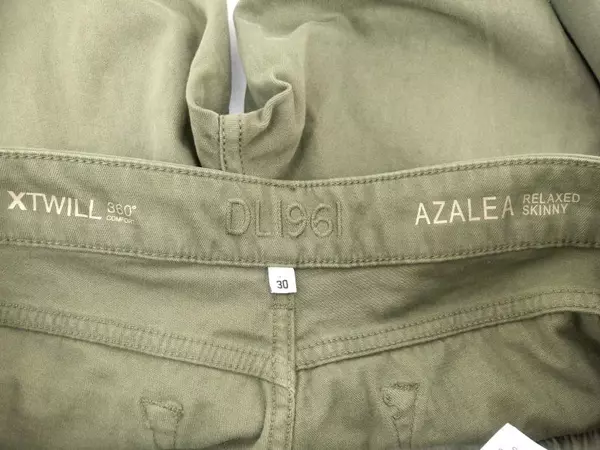 XTWILL 360°
COMFORT
DL1961
AZALEA RELAXED
SKINNY
30